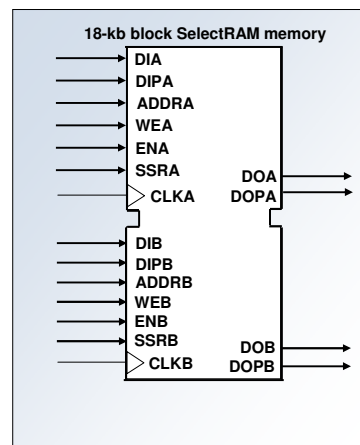 18-kb block SelectRAM memory
DIA
DIPA
ADDRA
WEA
ENA
SSRA
CLKA
DOA
DOPA
DIB
DIPB
ADDRB
WEB
ENB
SSRB
CLKB
DOB
DOPB